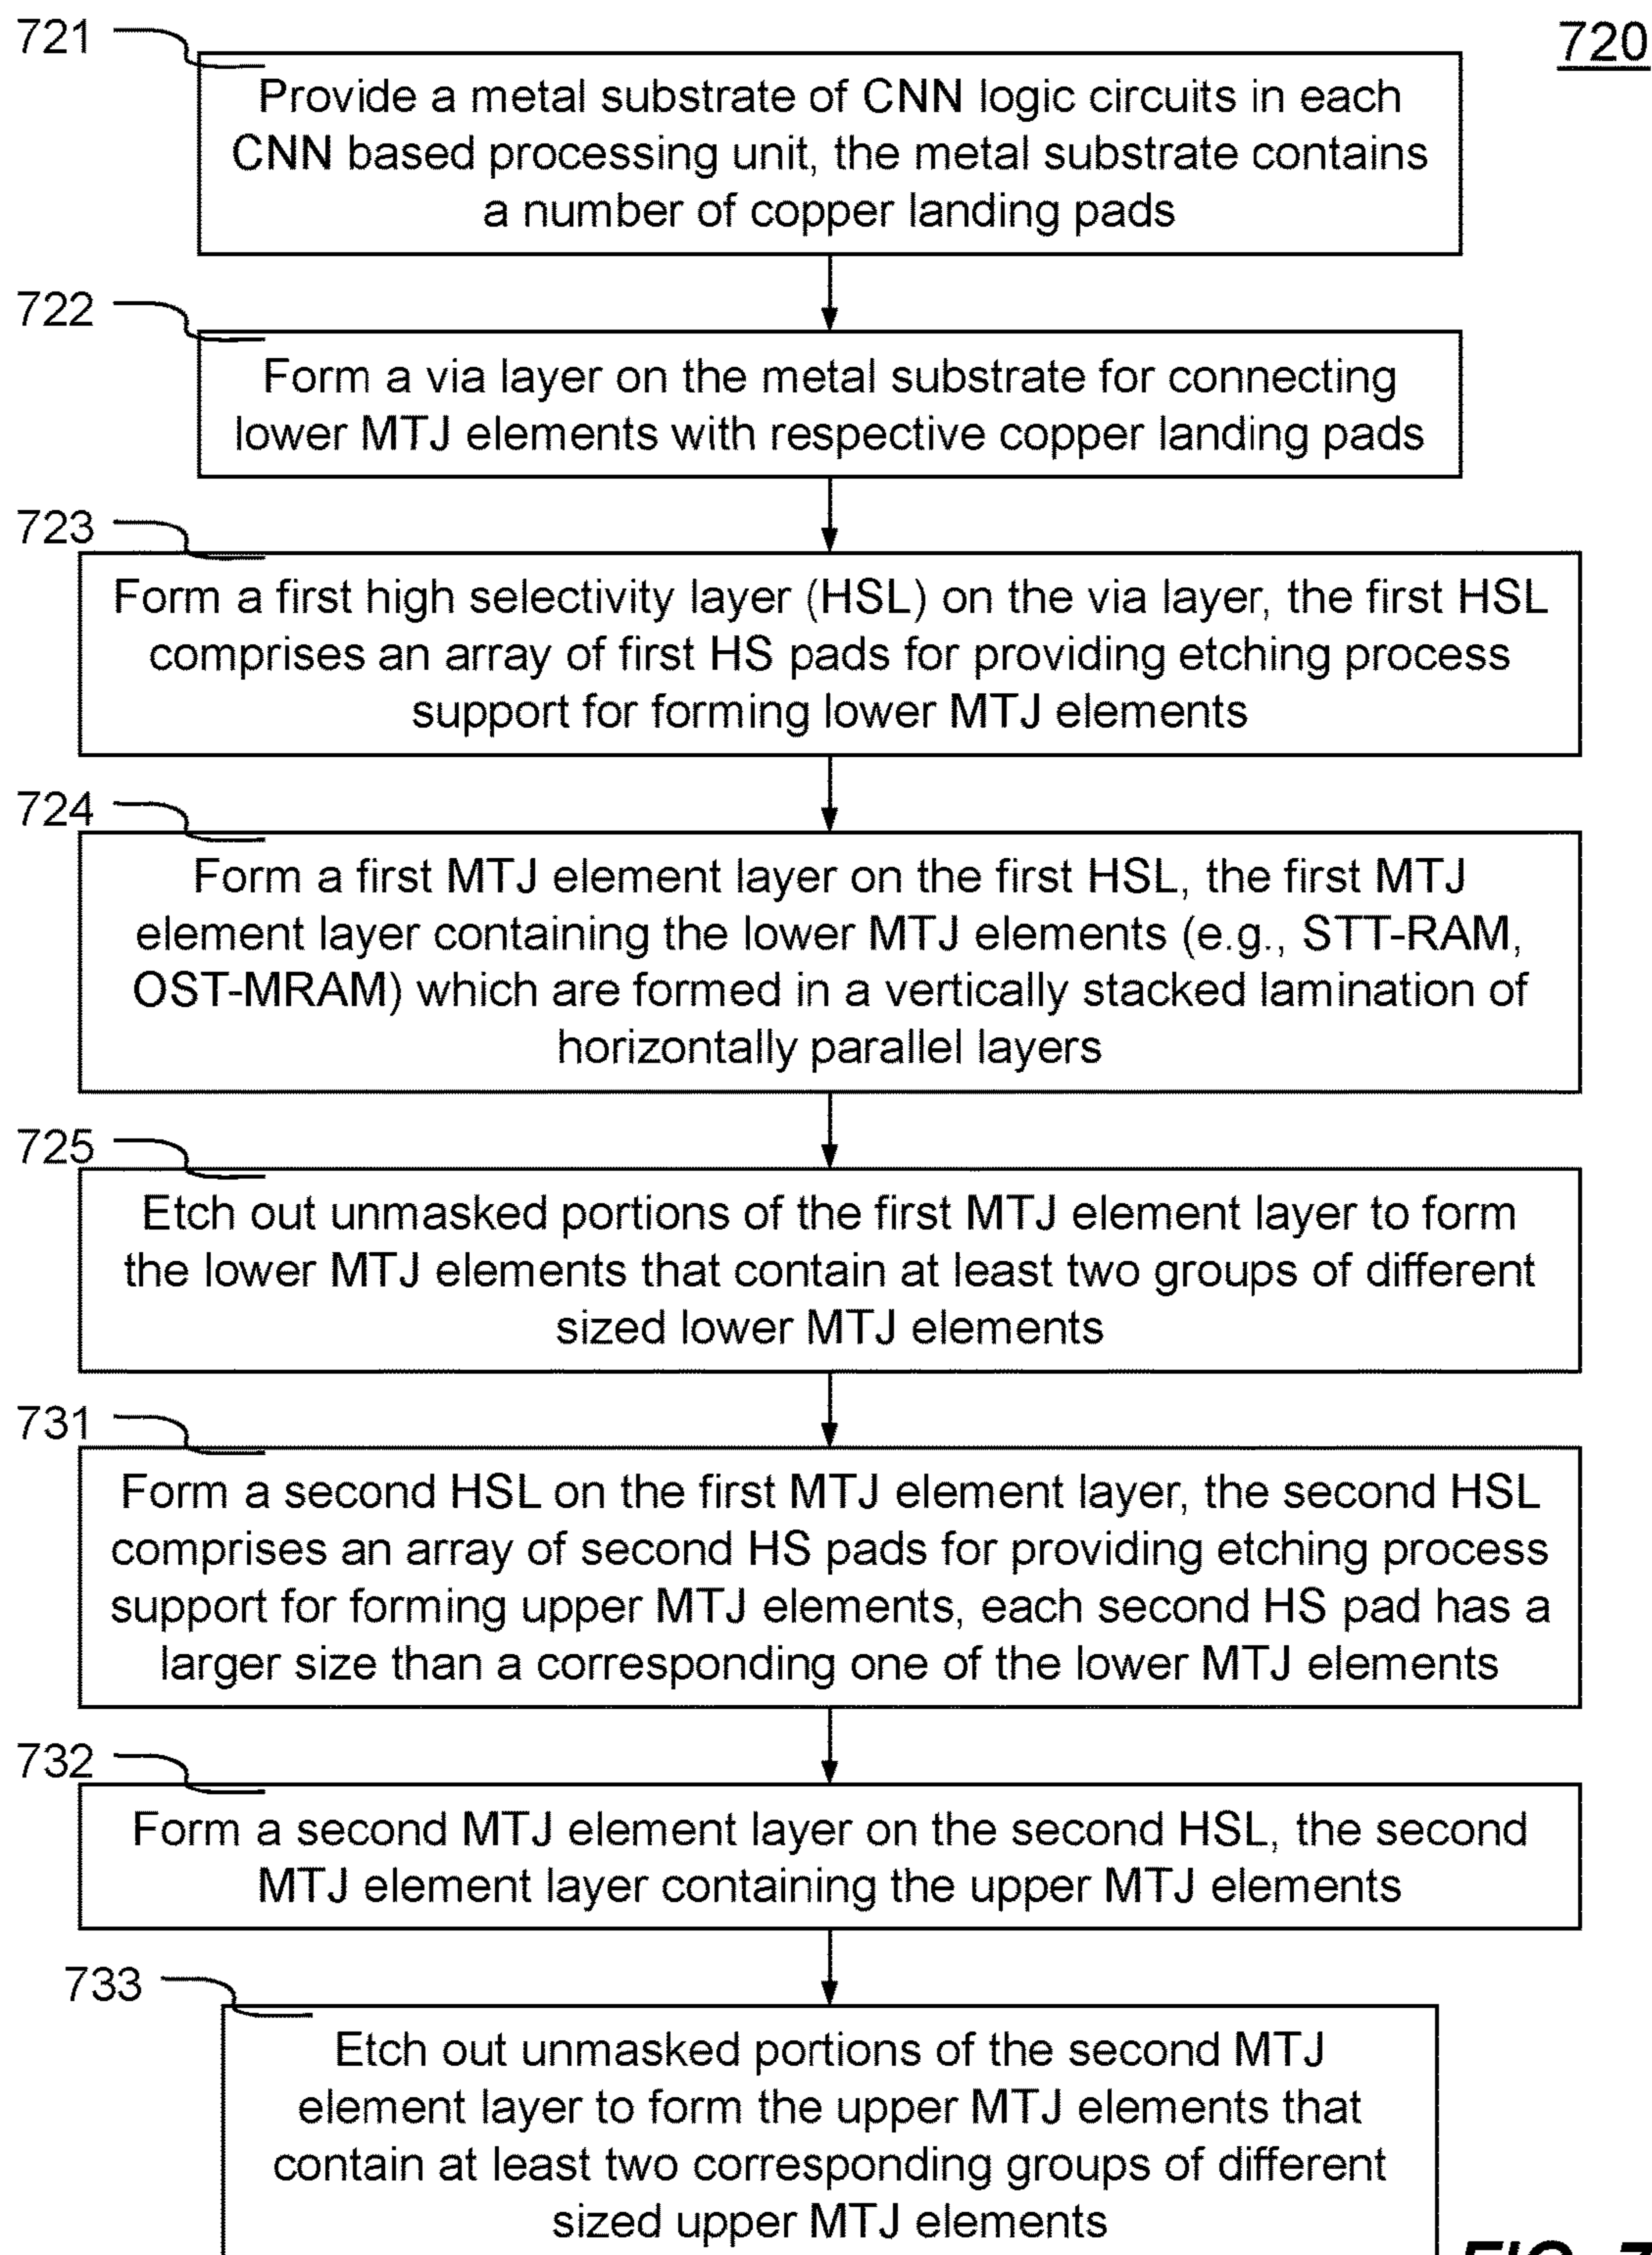 720
721
Provide a metal substrate of CNN logic circuits in each
CNN based processing unit, the metal substrate contains
a number of copper landing pads
722
Form a via layer on the metal substrate for connecting
lower MTJ elements with respective copper landing pads
723
Form a first high selectivity layer (HSL) on the via layer, the first HSL
comprises an array of first HS pads for providing etching process
support for forming lower MTJ elements
724
Form a first MTJ element layer on the first HSL, the first MTJ
element layer containing the lower MTJ elements (e.g., STT-RAM,
OST-MRAM) which are formed in a vertically stacked lamination of
horizontally parallel layers
725
Etch out unmasked portions of the first MTJ element layer to form
the lower MTJ elements that contain at least two groups of different
sized lower MTJ elements
731
Form a second HSL on the first MTJ element layer, the second HSL
comprises an array of second HS pads for providing etching process
support for forming upper MTJ elements, each second HS pad has a
larger size than a corresponding one of the lower MTJ elements
732
Form a second MTJ element layer on the second HSL, the second
MTJ element layer containing the upper MTJ elements
733
Etch out unmasked portions of the second MTJ
element layer to form the upper MTJ elements that
contain at least two corresponding groups of different
sized upper MTJ elements